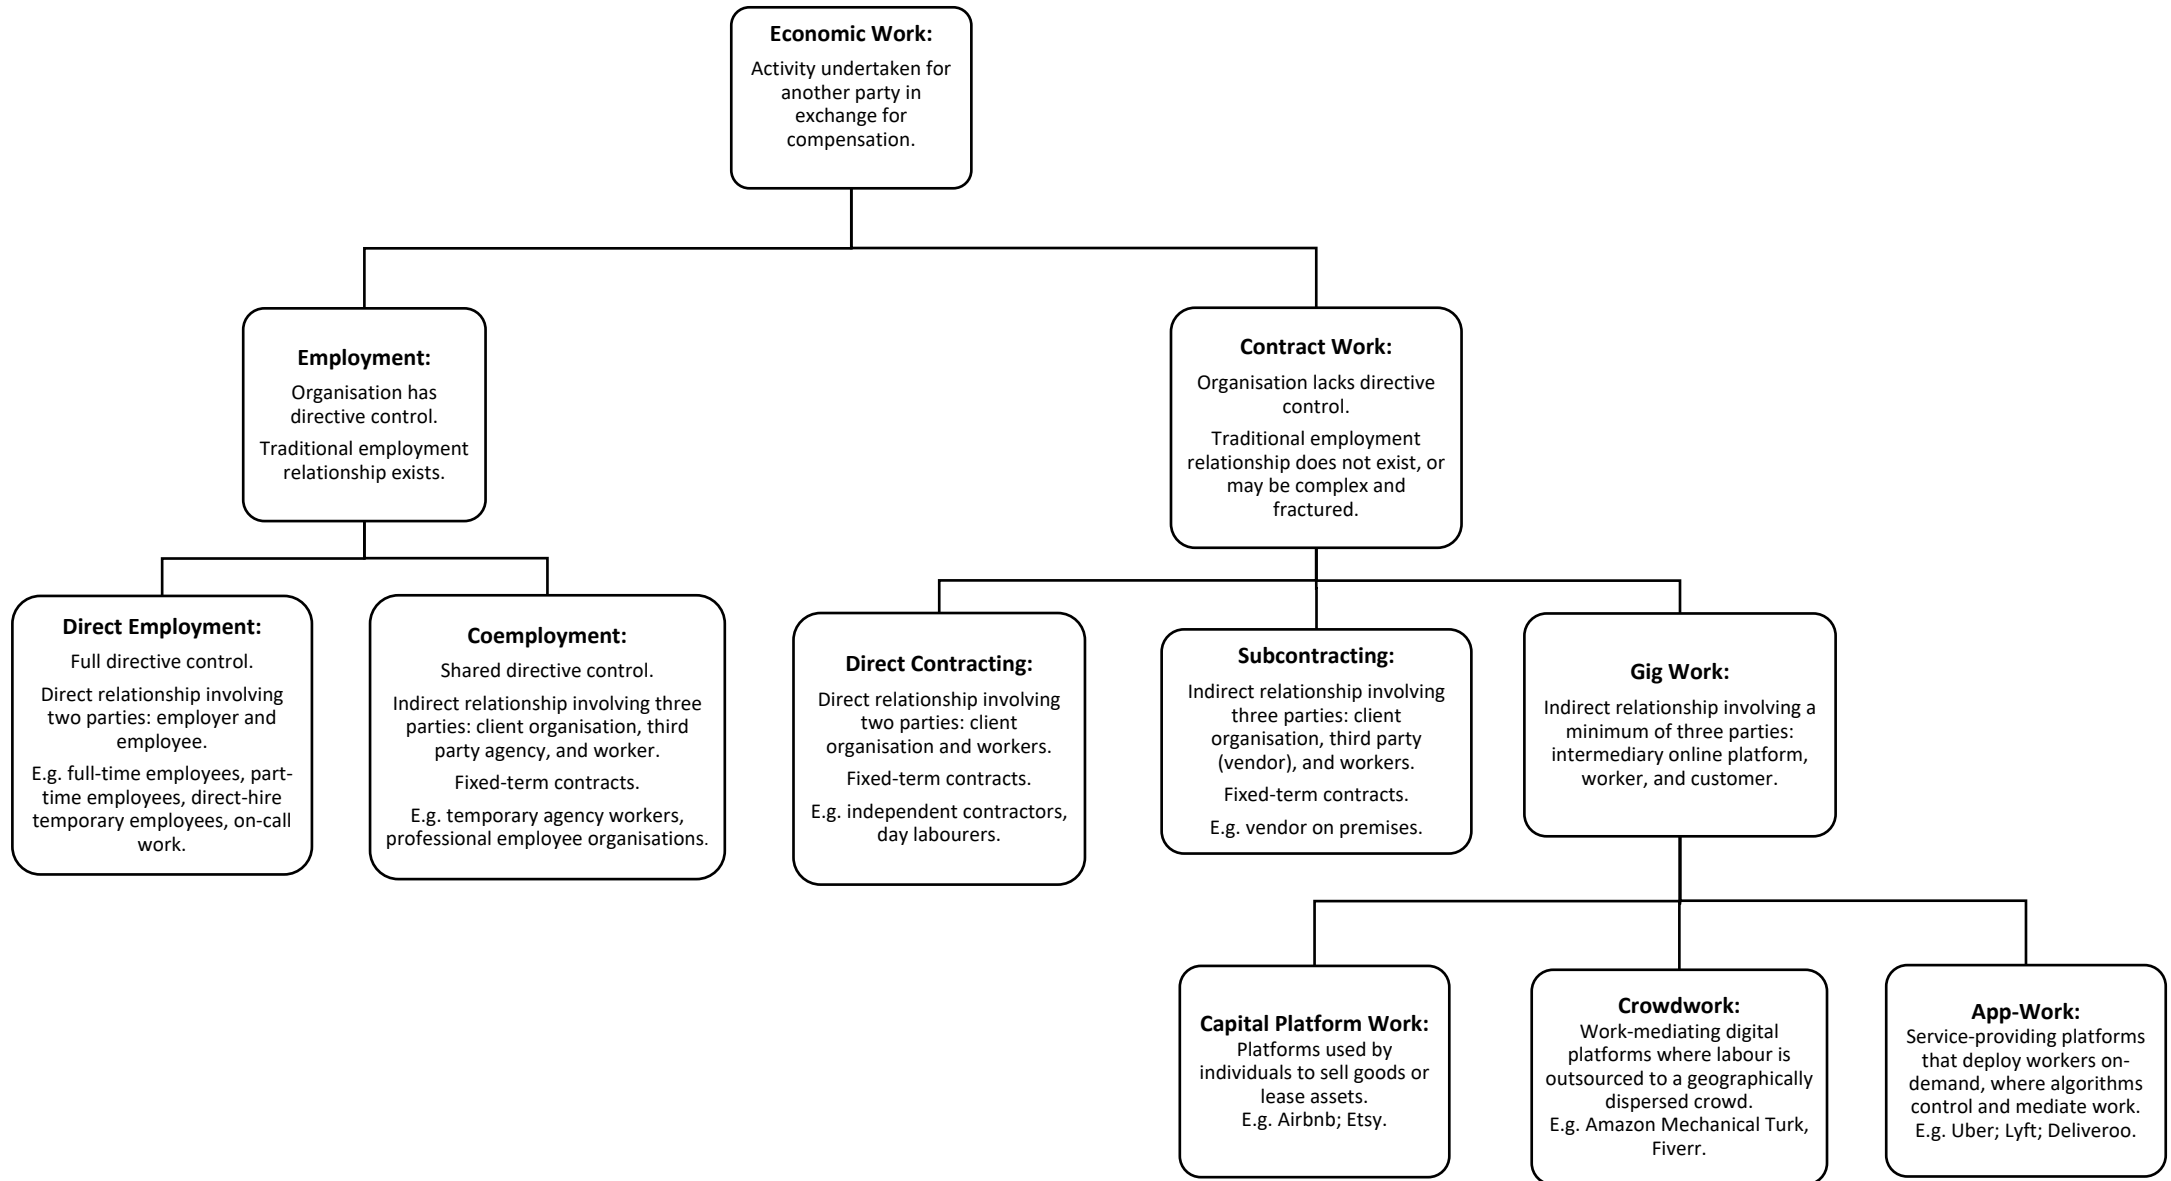 Economic Work:
Activity undertaken for
another party in
exchange for
compensation.
Employment:
Organisation has
directive control.
Traditional employment
relationship exists.
Contract Work:
Organisation lacks directive
control.
Traditional employment
relationship does not exist, or
may be complex and
fractured.
Direct Employment:
Full directive control.
Direct relationship involving
two parties: employer and
employee.
E.g. full-time employees, part-
time employees, direct-hire
temporary employees, on-call
work.
Coemployment:
Shared directive control.
Indirect relationship involving three
parties: client organisation, third
party agency, and worker.
Fixed-term contracts.
E.g. temporary agency workers,
professional employee organisations.
Direct Contracting:
Direct relationship involving
two parties: client
organisation and workers.
Fixed-term contracts.
E.g. independent contractors,
day labourers.
Subcontracting:
Indirect relationship involving
three parties: client
organisation, third party
(vendor), and workers.
Fixed-term contracts.
E.g. vendor on premises.
Gig Work:
Indirect relationship involving a
minimum of three parties:
intermediary online platform,
worker, and customer.
Capital Platform Work:
Platforms used by
individuals to sell goods or
lease assets.
E.g. Airbnb; Etsy.
Crowdwork:
Work-mediating digital
platforms where labour is
outsourced to a geographically
dispersed crowd.
E.g. Amazon Mechanical Turk,
Fiverr.
App-Work:
Service-providing platforms
that deploy workers on-
demand, where algorithms
control and mediate work.
E.g. Uber; Lyft; Deliveroo.